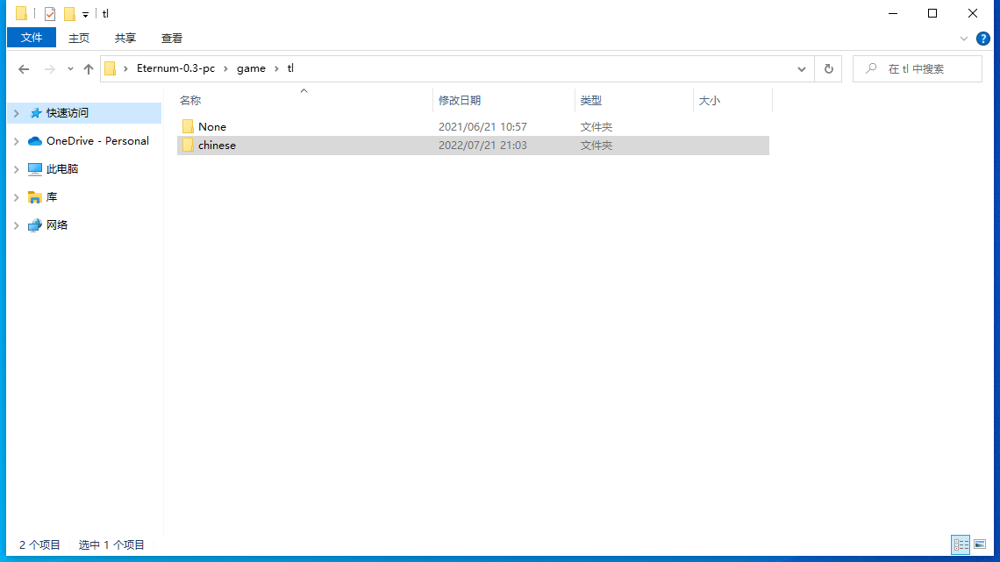 tl
文件 主页 共享 查看
Eternum-0.3-pc game tl 在 tl 中搜索
名称 修改日期 类型 大小
快速访问
OneDrive - Personal
此电脑
库
网络
None 2021/06/21 10:57 文件夹
chinese 2022/07/21 21:03 文件夹
2 个项目 选中 1 个项目